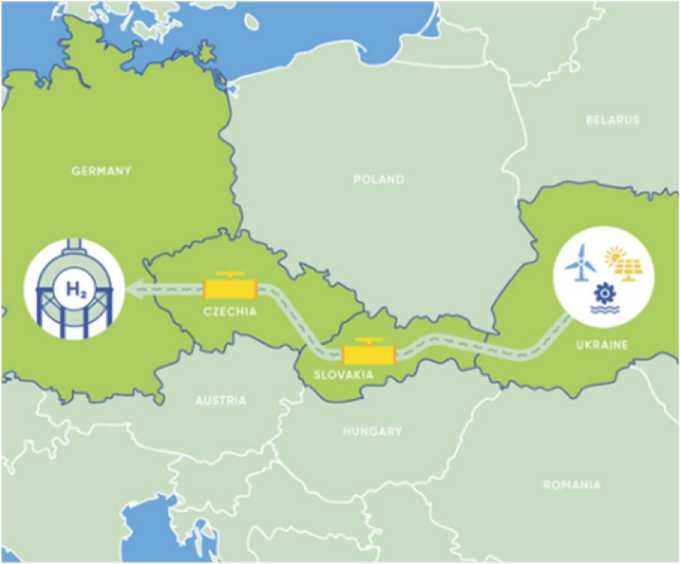 BELARUS
GERMANY
POLAND
H₂
CZECHIA
UKRAINE
SLOVAKIA
AUSTRIA
HUNGARY
ROMANIA